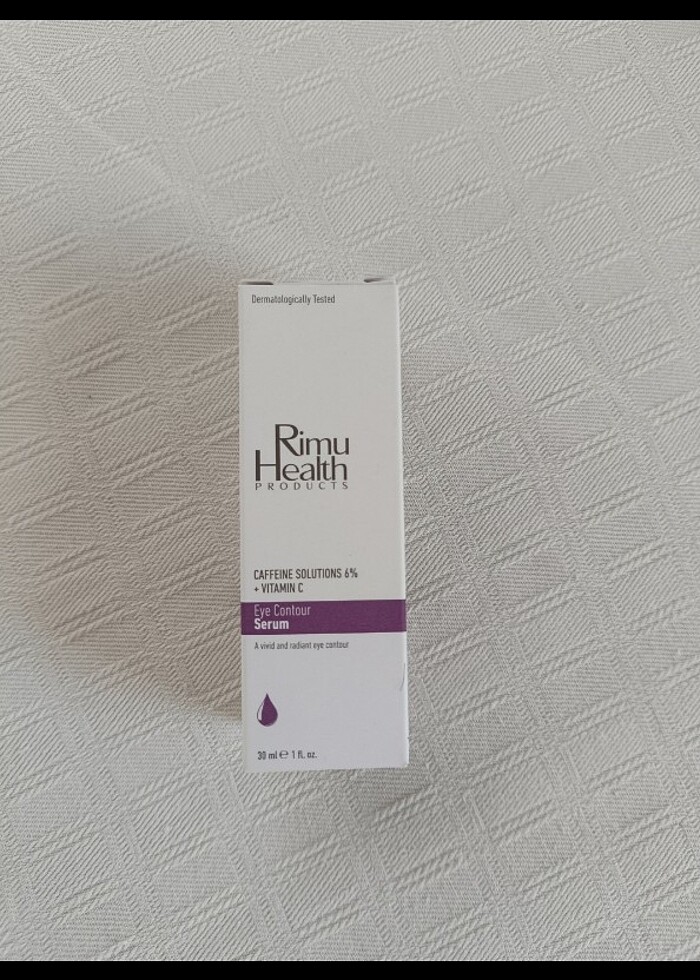 Dermatologically Tested
Rimu
Health
PRODUCTS
CAFFEINE SOLUTIONS 6%
+ VITAMIN C
Eye Contour
Serum
A vivid and radiant eye contour
30 ml ℮ 1 fl. oz.